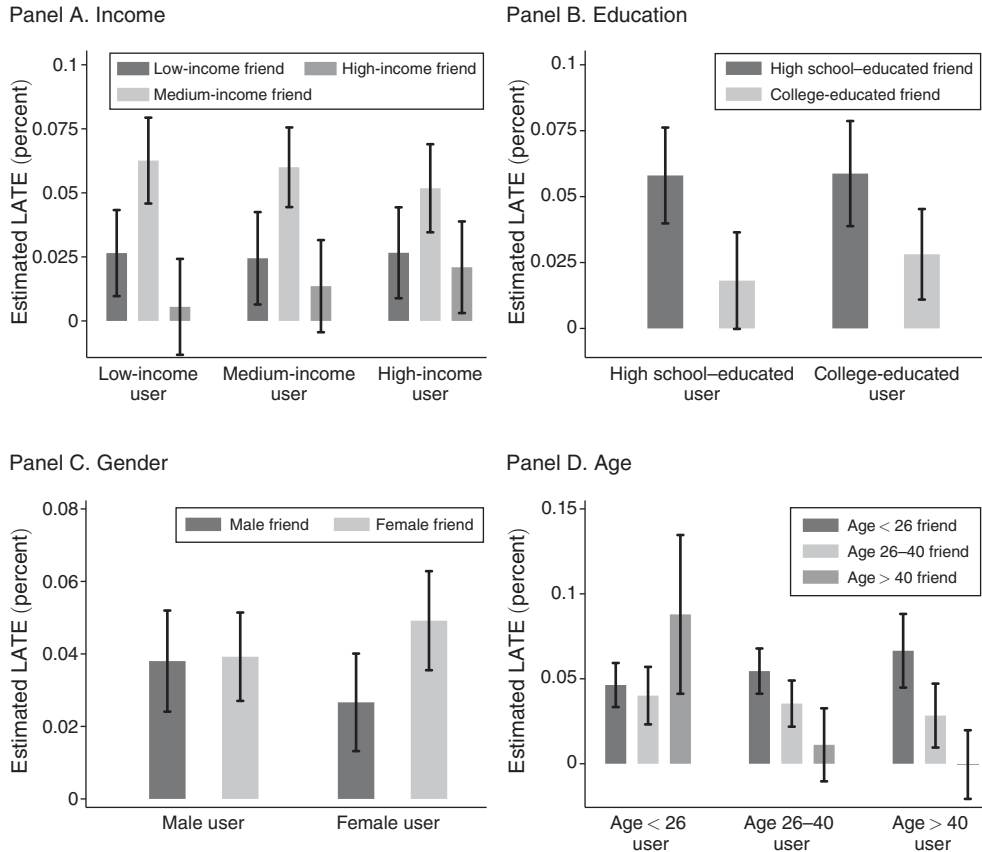 Panel A. Income
Estimated LATE (percent)
0.1
0.075
0.05
0.025
0
Low-income friend
High-income friend
Medium-income friend
Low-income
user
Medium-income
user
High-income
user
Panel B. Education
Estimated LATE (percent)
0.1
0.075
0.05
0.025
0
High school–educated friend
College-educated friend
High school–educated
user
College-educated
user
Panel C. Gender
Estimated LATE (percent)
0.08
0.06
0.04
0.02
0
Male friend
Female friend
Male user
Female user
Panel D. Age
Estimated LATE (percent)
0.15
0.1
0.05
0
Age < 26 friend
Age 26–40 friend
Age > 40 friend
Age < 26
user
Age 26–40
user
Age > 40
user